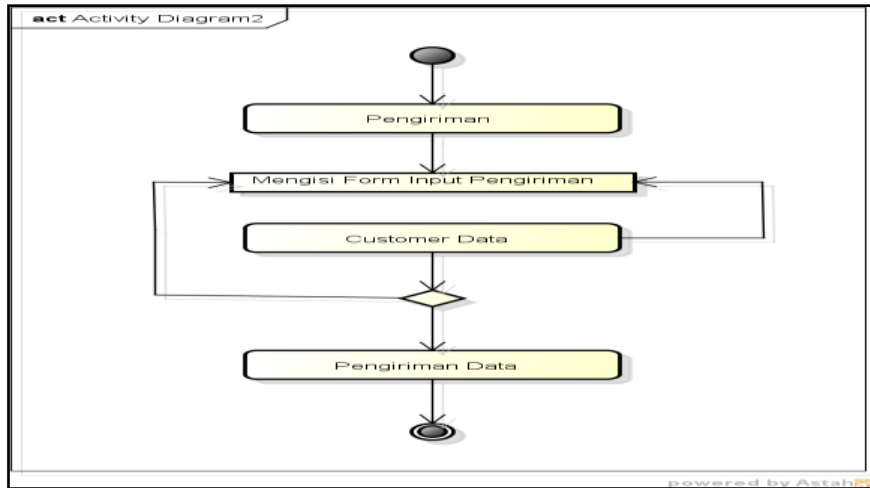 act Activity Diagram2
Pengiriman
Mengisi Form Input Pengiriman
Customer Data
Pengiriman Data
powered by Astah